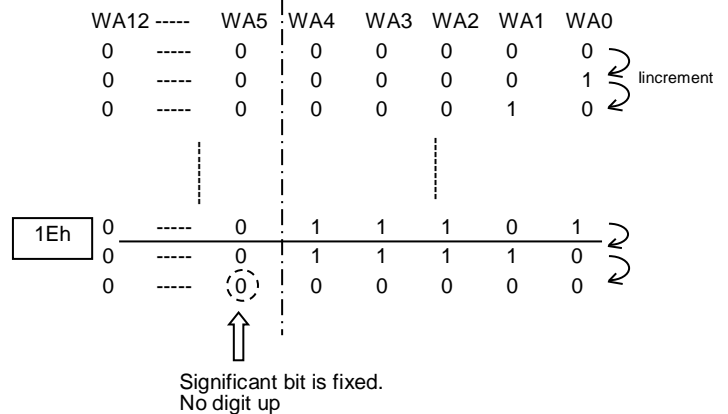 WA12 ----- WA5 WA4 WA3 WA2 WA1 WA0
0 ----- 0 0 0 0 0 0
0 ----- 0 0 0 0 0 1 Iincrement
0 ----- 0 0 0 0 1 0
1Eh 0 ----- 0 1 1 1 0 1
0 ----- 0 1 1 1 1 0
0 ----- 0 0 0 0 0 0
Significant bit is fixed.
No digit up